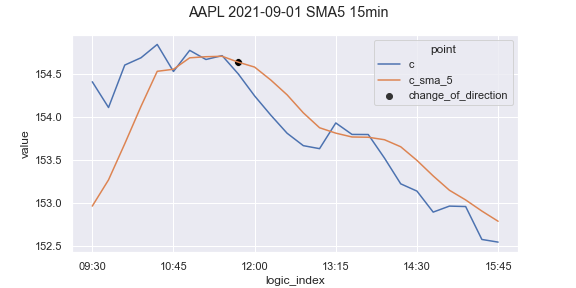 AAPL 2021-09-01 SMA5 15min
point
c
c_sma_5
change_of_direction
154.5
154.0
153.5
153.0
152.5
value
09:30 10:45 12:00 13:15 14:30 15:45
logic_index